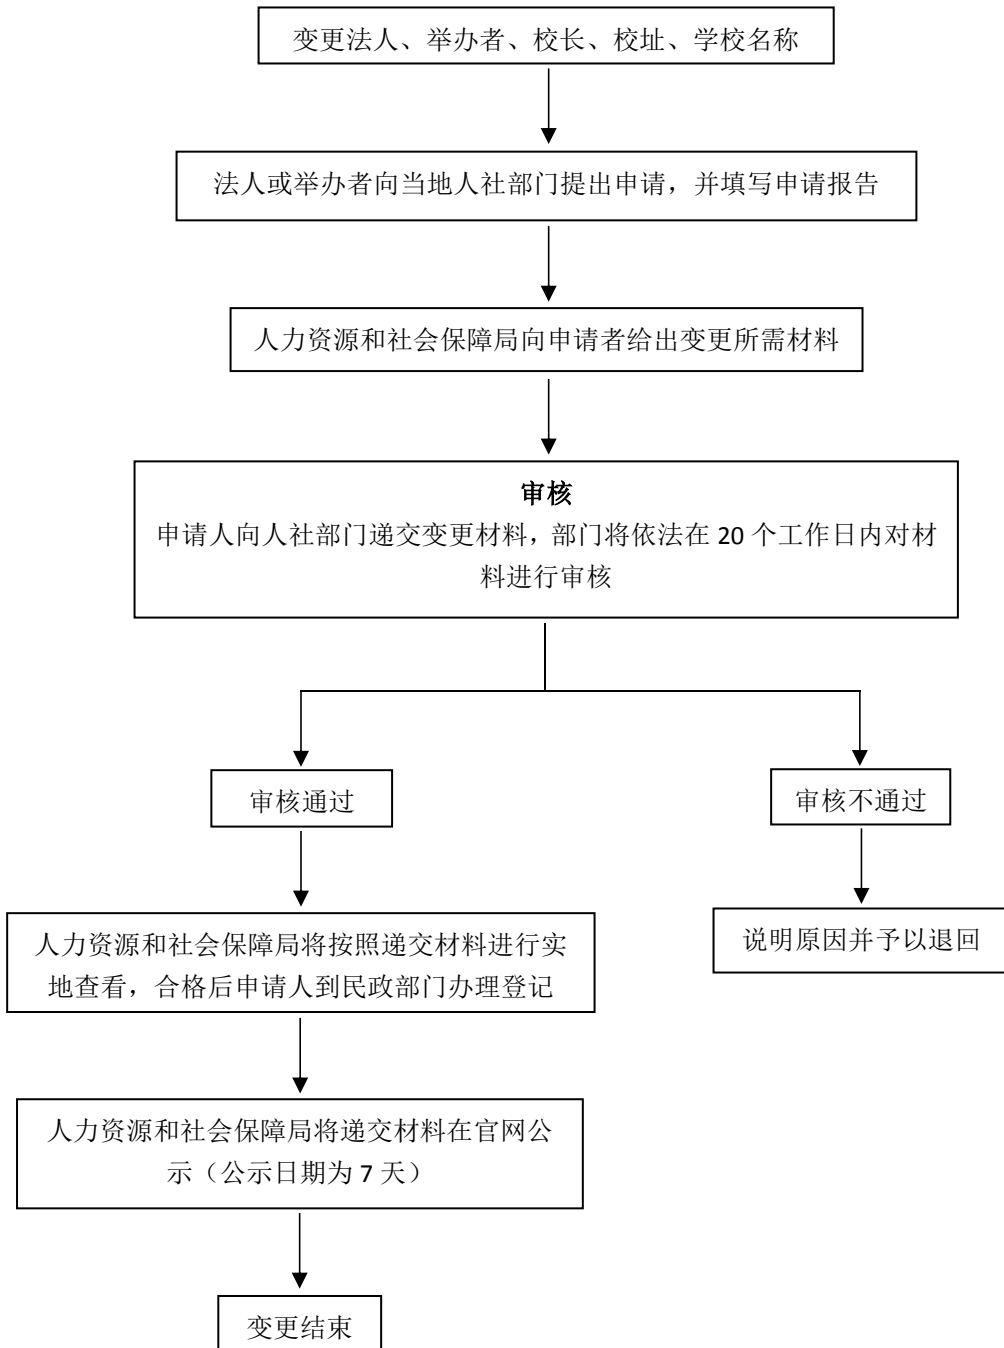 变更法人、举办者、校长、校址、学校名称
法人或举办者向当地人社部门提出申请，并填写申请报告
人力资源和社会保障局向申请者给出变更所需材料
审核
申请人向人社部门递交变更材料，部门将依法在 20 个工作日内对材
料进行审核
审核通过
审核不通过
人力资源和社会保障局将按照递交材料进行实
地查看，合格后申请人到民政部门办理登记
说明原因并予以退回
人力资源和社会保障局将递交材料在官网公
示（公示日期为 7 天）
变更结束